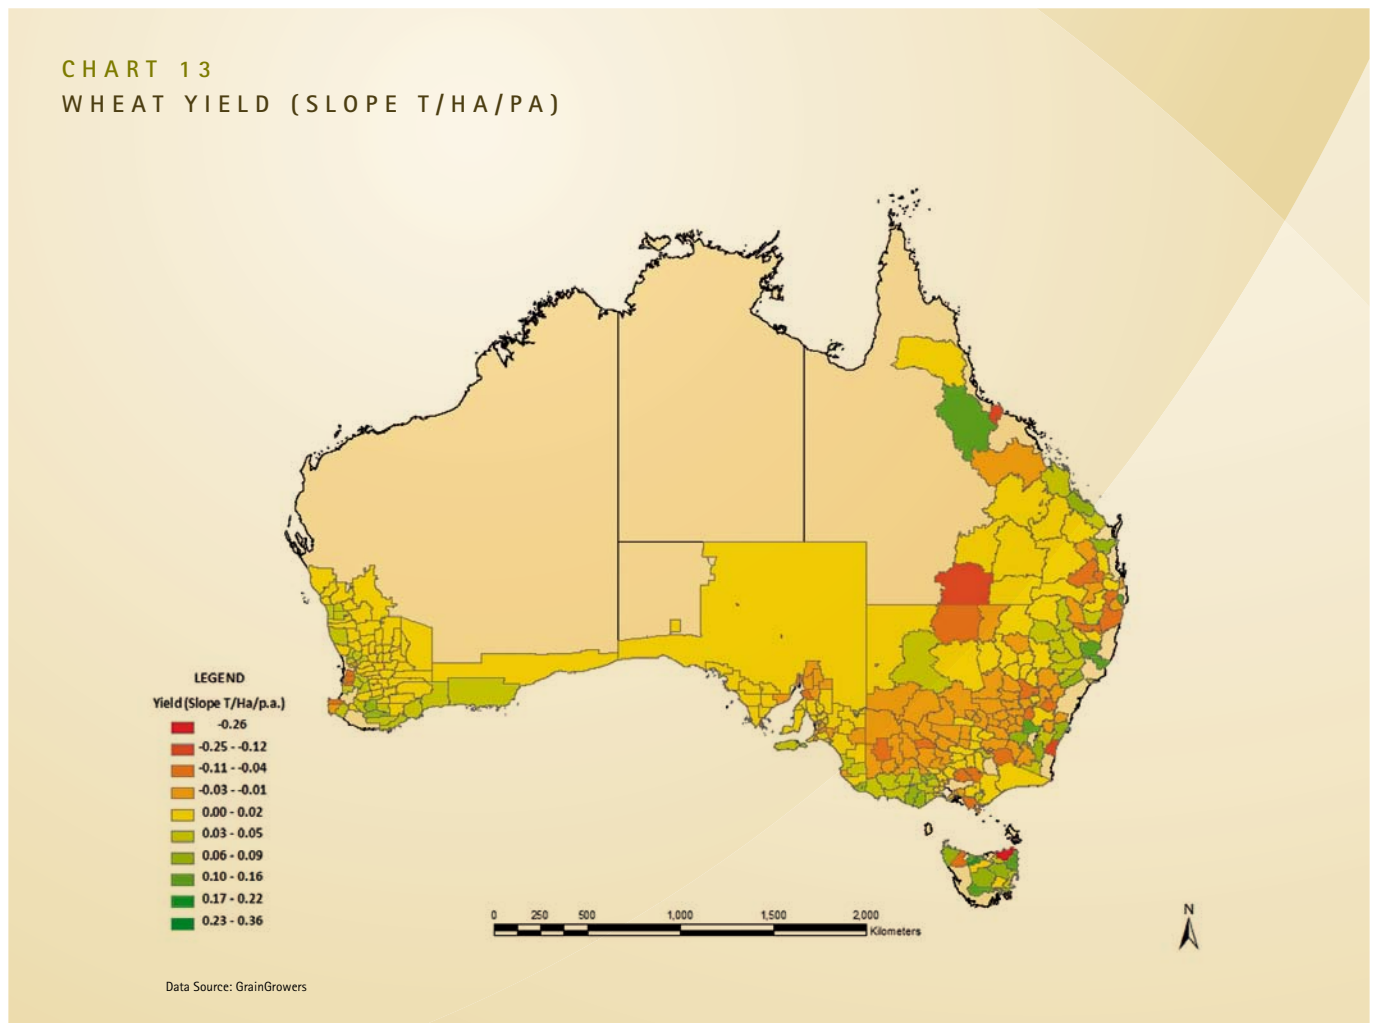 CHART 13
WHEAT YIELD (SLOPE T/HA/PA)
LEGEND
Yield (Slope T/Ha/p.a.)
-0.26
-0.25 - -0.12
-0.11 - -0.04
-0.03 - -0.01
0.00 - 0.02
0.03 - 0.05
0.06 - 0.09
0.10 - 0.16
0.17 - 0.22
0.23 - 0.36
0 250 500 1,000 1,500 2,000
Kilometers
N
Data Source: GrainGrowers